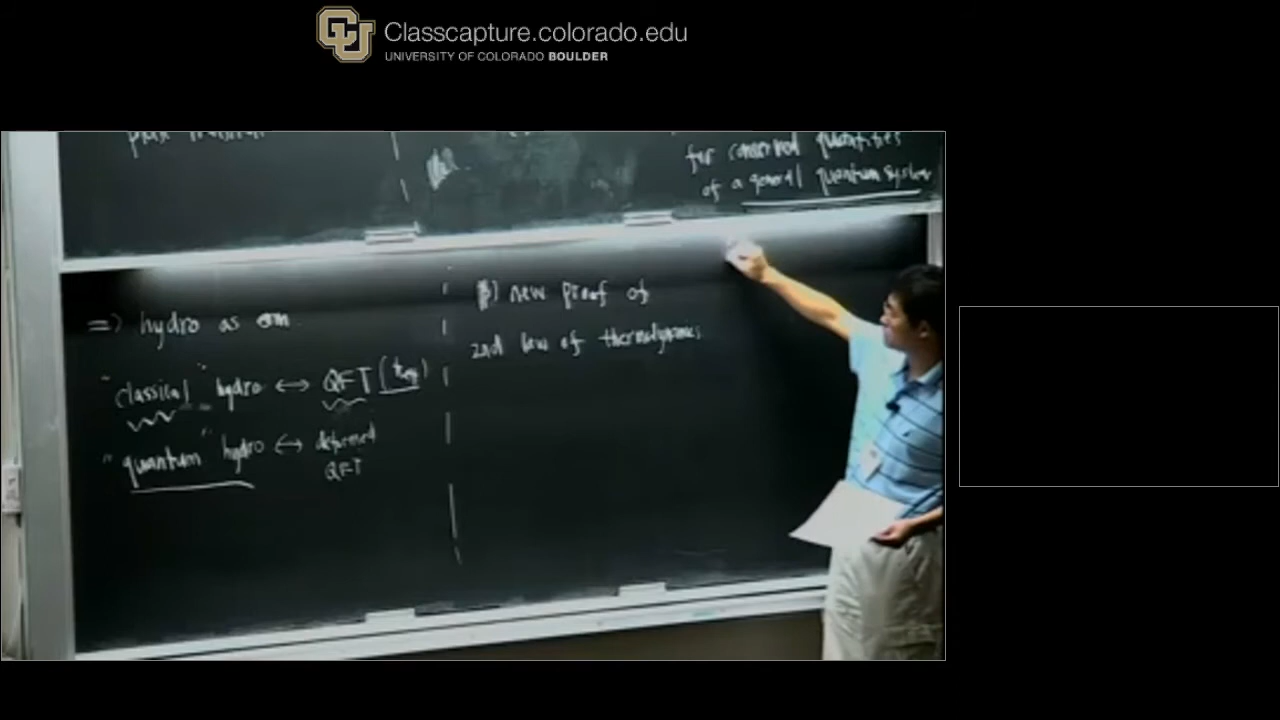 Classcapture.colorado.edu
UNIVERSITY OF COLORADO BOULDER
for conserved quantities
of a general quantum system
=) hydro as an
"classical" hydro ↔ QFT (ħ
"quantum" hydro ↔ deformed
QFT
) new proof of
2nd law of thermodynamics